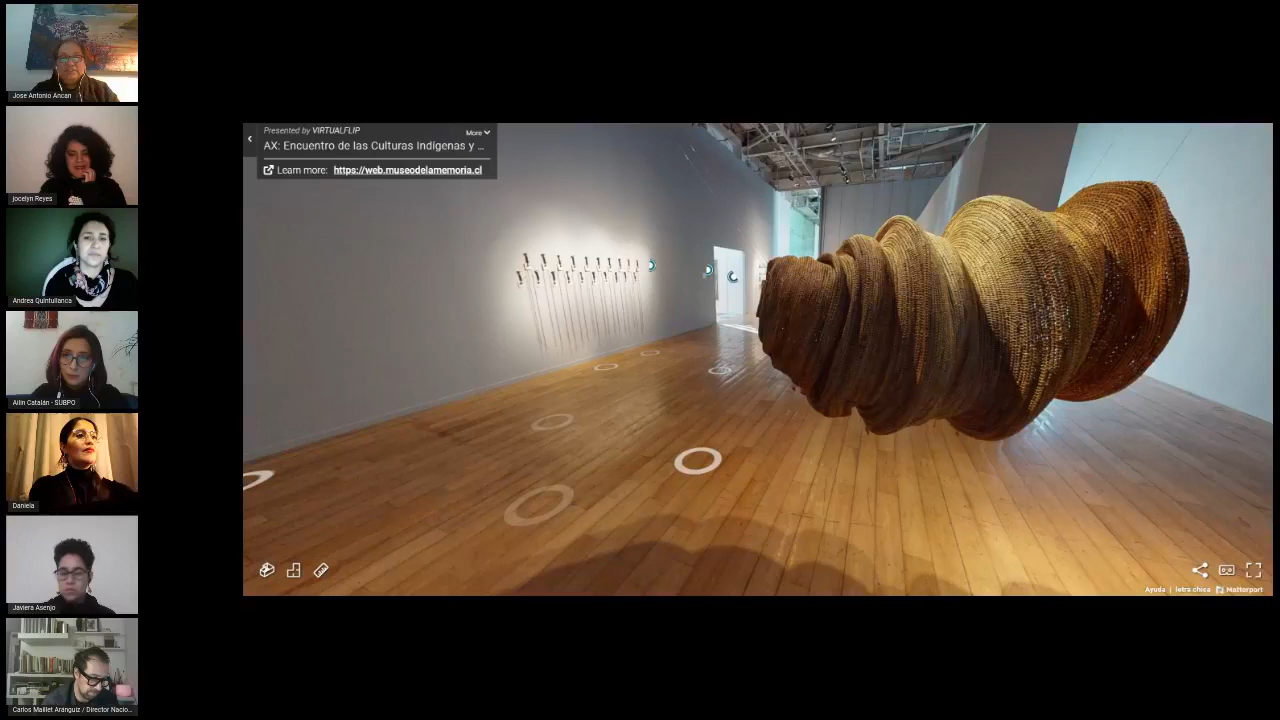 Jose Antonio Ancan
jocelyn Reyes
Andrea Quintullanca
Ailin Catalán - SUBPO
Daniela
Javiera Asenjo
Carlos Maillet Aránguiz / Director Nacio...
Presented by VIRTUALFLIP
More
AX: Encuentro de las Culturas Indígenas y ...
Learn more: https://web.museodelamemoria.cl
Ayuda | letra chica Matterport